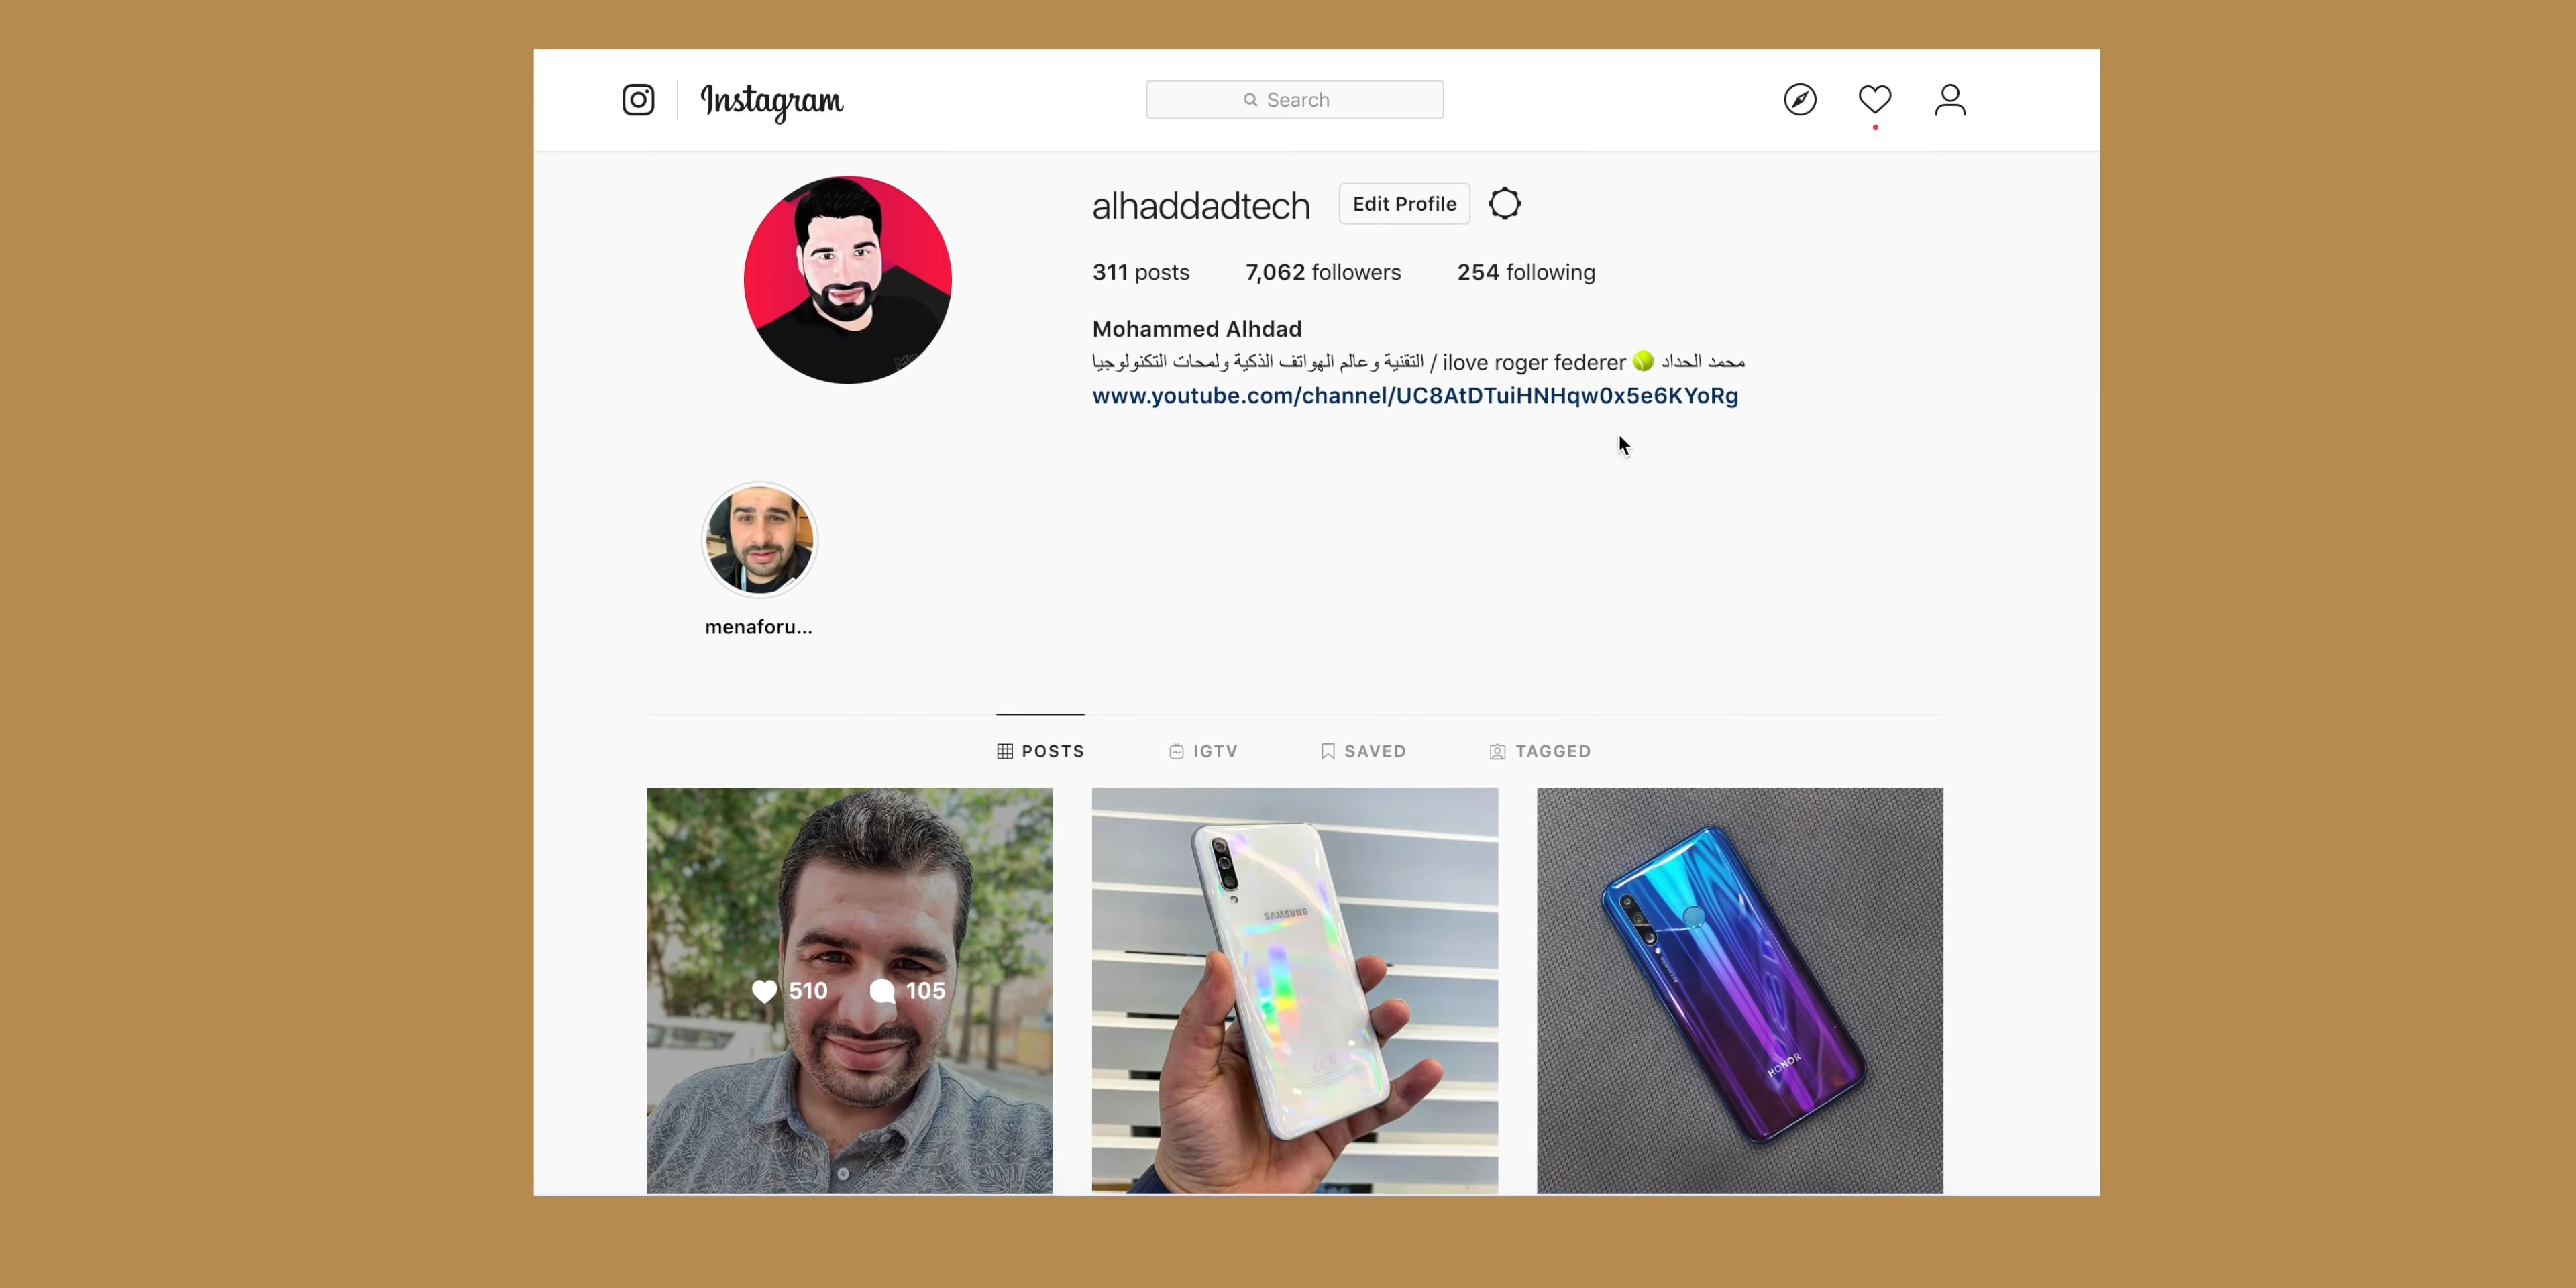 Instagram
Search
alhaddadtech
Edit Profile
311 posts 7,062 followers 254 following
Mohammed Alhdad
محمد الحداد 🎾 ilove roger federer / التقنية وعالم الهواتف الذكية ولمحات التكنولوجيا
www.youtube.com/channel/UC8AtDTuiHNHqw0x5e6KYoRg
menaforu...
POSTS IGTV SAVED TAGGED
510 105
SAMSUNG
HONOR